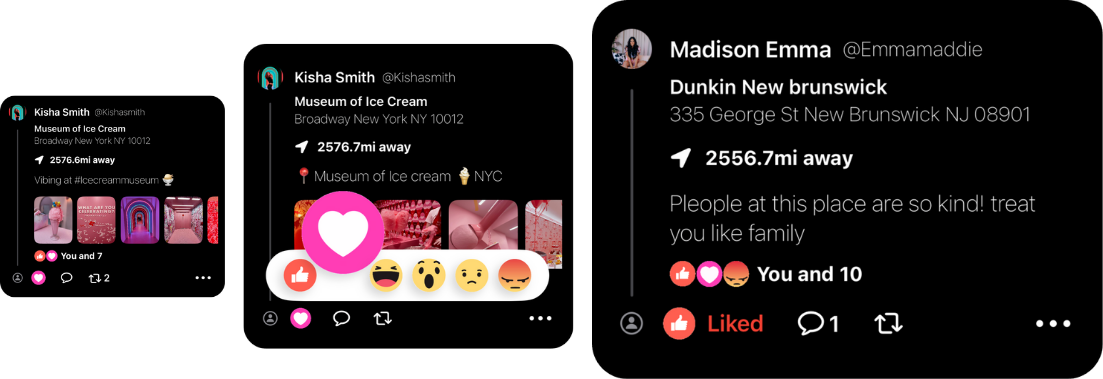 Kisha Smith @Kishasmith
Museum of Ice Cream
Broadway New York NY 10012
2576.6mi away
Vibing at #Icecreammuseum
WHAT ARE YOU
You and 7
2
Kisha Smith @Kishasmith
Museum of Ice Cream
Broadway New York NY 10012
2576.7mi away
Museum of Ice cream NYC
Madison Emma @Emmamaddie
Dunkin New brunswick
335 George St New Brunswick NJ 08901
2556.7mi away
Pleople at this place are so kind! treat
you like family
You and 10
Liked 1